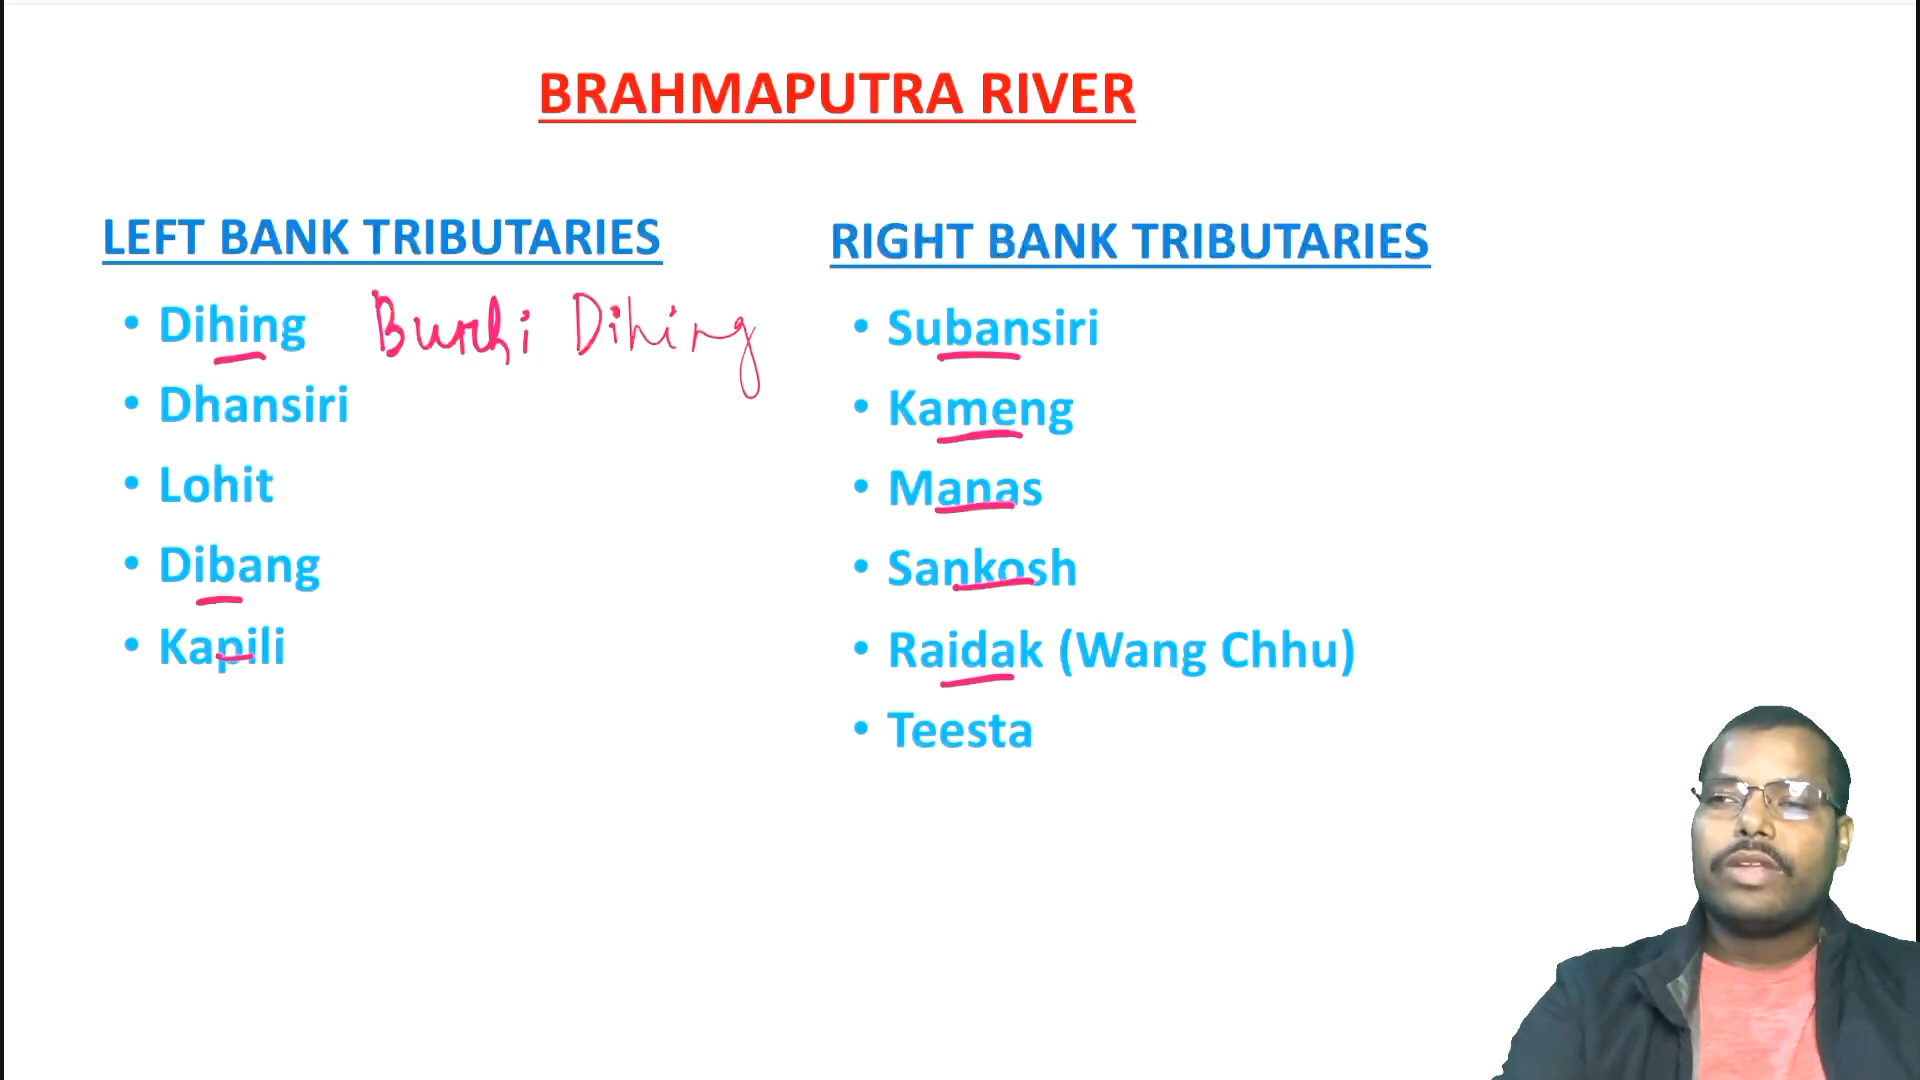 BRAHMAPUTRA RIVER
LEFT BANK TRIBUTARIES
• Dihing Burhi Dihing
• Dhansiri
• Lohit
• Dibang
• Kapili
RIGHT BANK TRIBUTARIES
• Subansiri
• Kameng
• Manas
• Sankosh
• Raidak (Wang Chhu)
• Teesta